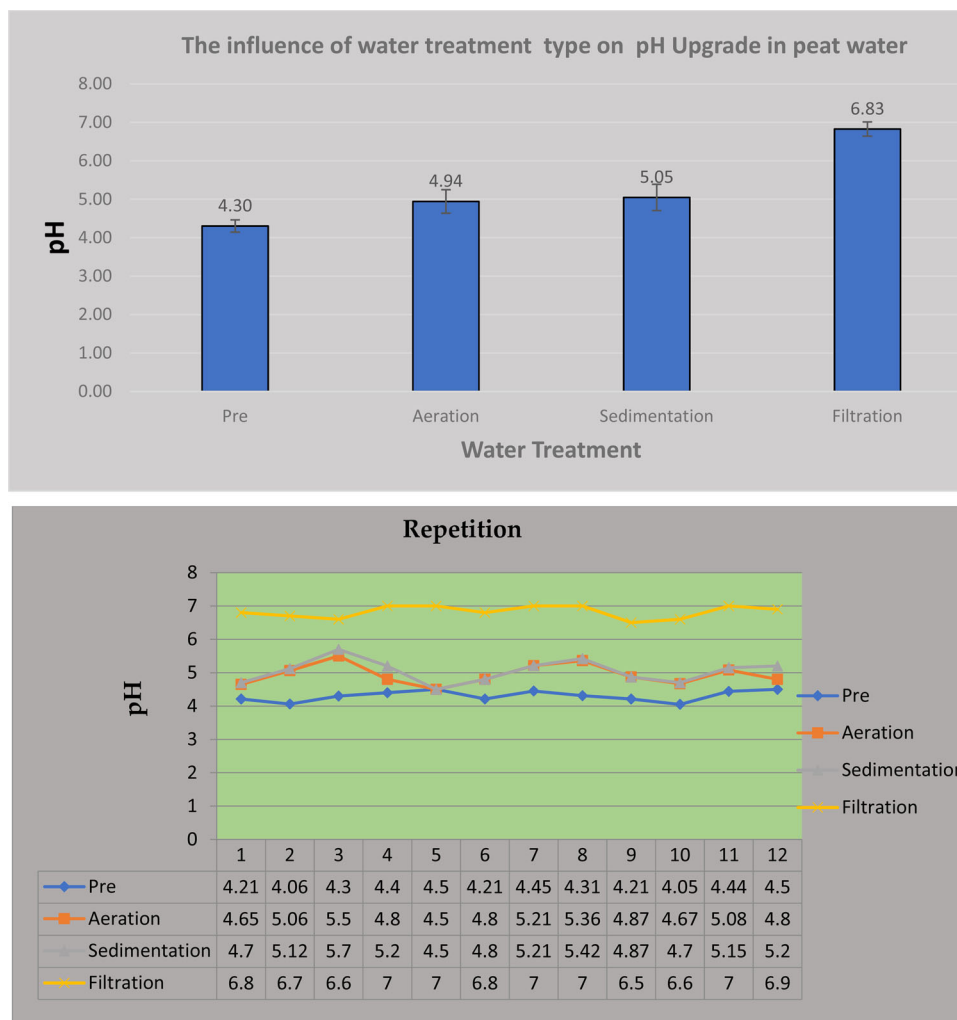 The influence of water treatment type on pH Upgrade in peat water
8.00
7.00
6.00
5.00
4.00
3.00
2.00
1.00
0.00
pH
4.30
4.94
5.05
6.83
Pre Aeration Sedimentation Filtration
Water Treatment
Repetition
8
7
6
5
4
3
2
1
0
pH
Pre
Aeration
Sedimentation
Filtration
1 2 3 4 5 6 7 8 9 10 11 12
Pre 4.21 4.06 4.3 4.4 4.5 4.21 4.45 4.31 4.21 4.05 4.44 4.5
Aeration 4.65 5.06 5.5 4.8 4.5 4.8 5.21 5.36 4.87 4.67 5.08 4.8
Sedimentation 4.7 5.12 5.7 5.2 4.5 4.8 5.21 5.42 4.87 4.7 5.15 5.2
Filtration 6.8 6.7 6.6 7 7 6.8 7 7 6.5 6.6 7 6.9